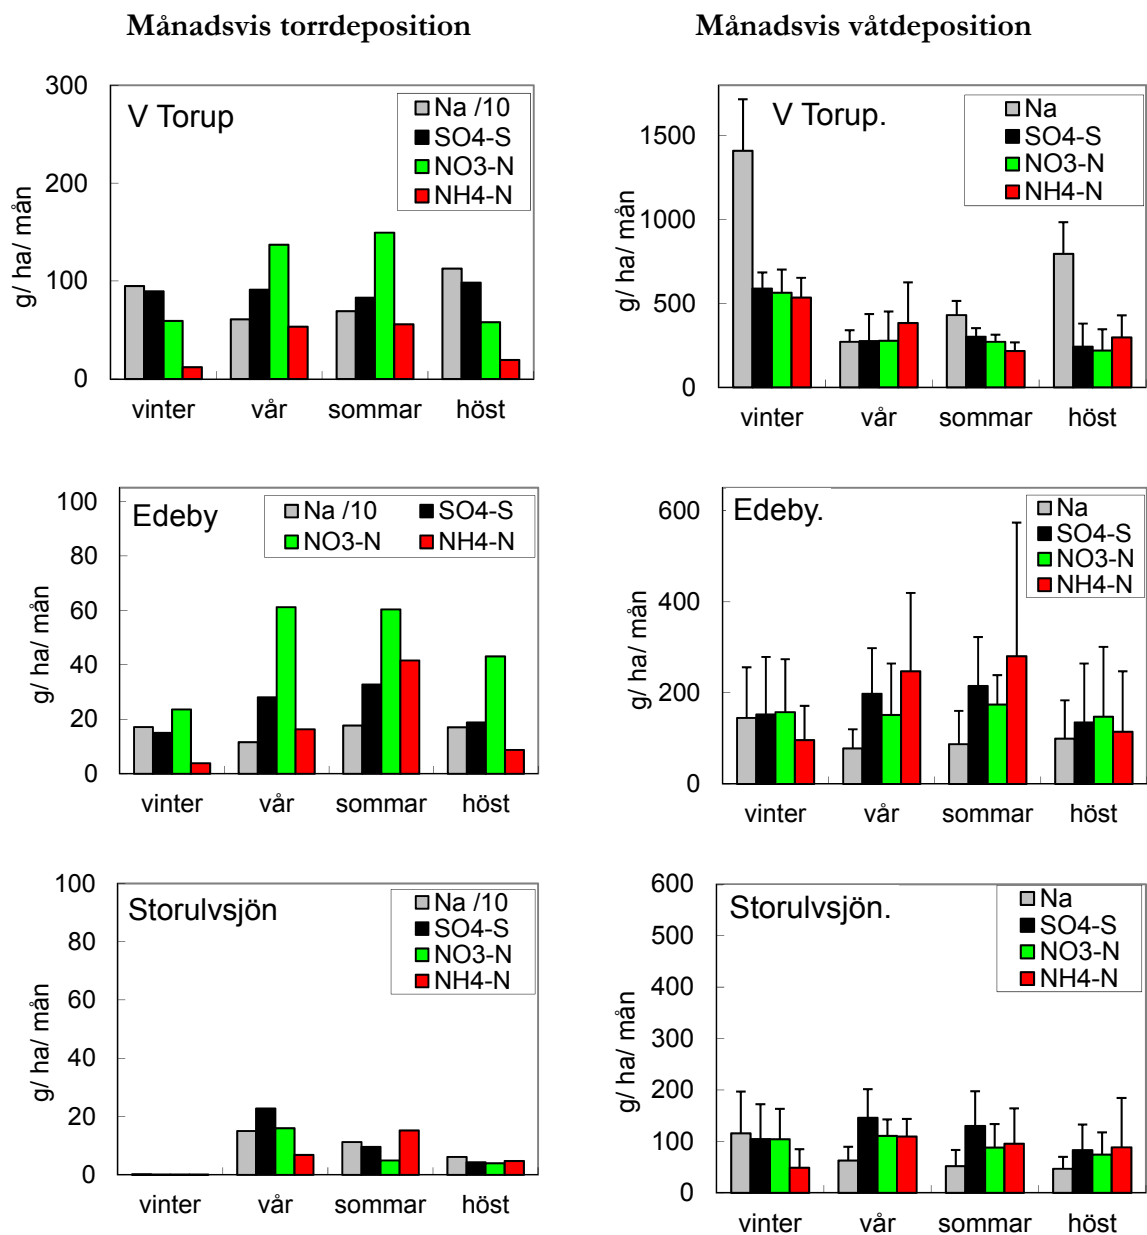 Månadsvis torrdeposition
Månadsvis våtdeposition
300
200
100
0
g/ ha/ mån
V Torup
Na /10
SO4-S
NO3-N
NH4-N
vinter vår sommar höst
1500
1000
500
0
g/ ha/ mån
V Torup.
Na
SO4-S
NO3-N
NH4-N
vinter vår sommar höst
100
80
60
40
20
0
g/ ha/ mån
Edeby
Na /10 SO4-S
NO3-N NH4-N
vinter vår sommar höst
600
400
200
0
g/ ha/ mån
Edeby.
Na
SO4-S
NO3-N
NH4-N
vinter vår sommar höst
100
80
60
40
20
0
g/ ha/ mån
Storulvsjön
Na /10
SO4-S
NO3-N
NH4-N
vinter vår sommar höst
600
500
400
300
200
100
0
g/ ha/ mån
Storulvsjön.
Na
SO4-S
NO3-N
NH4-N
vinter vår sommar höst